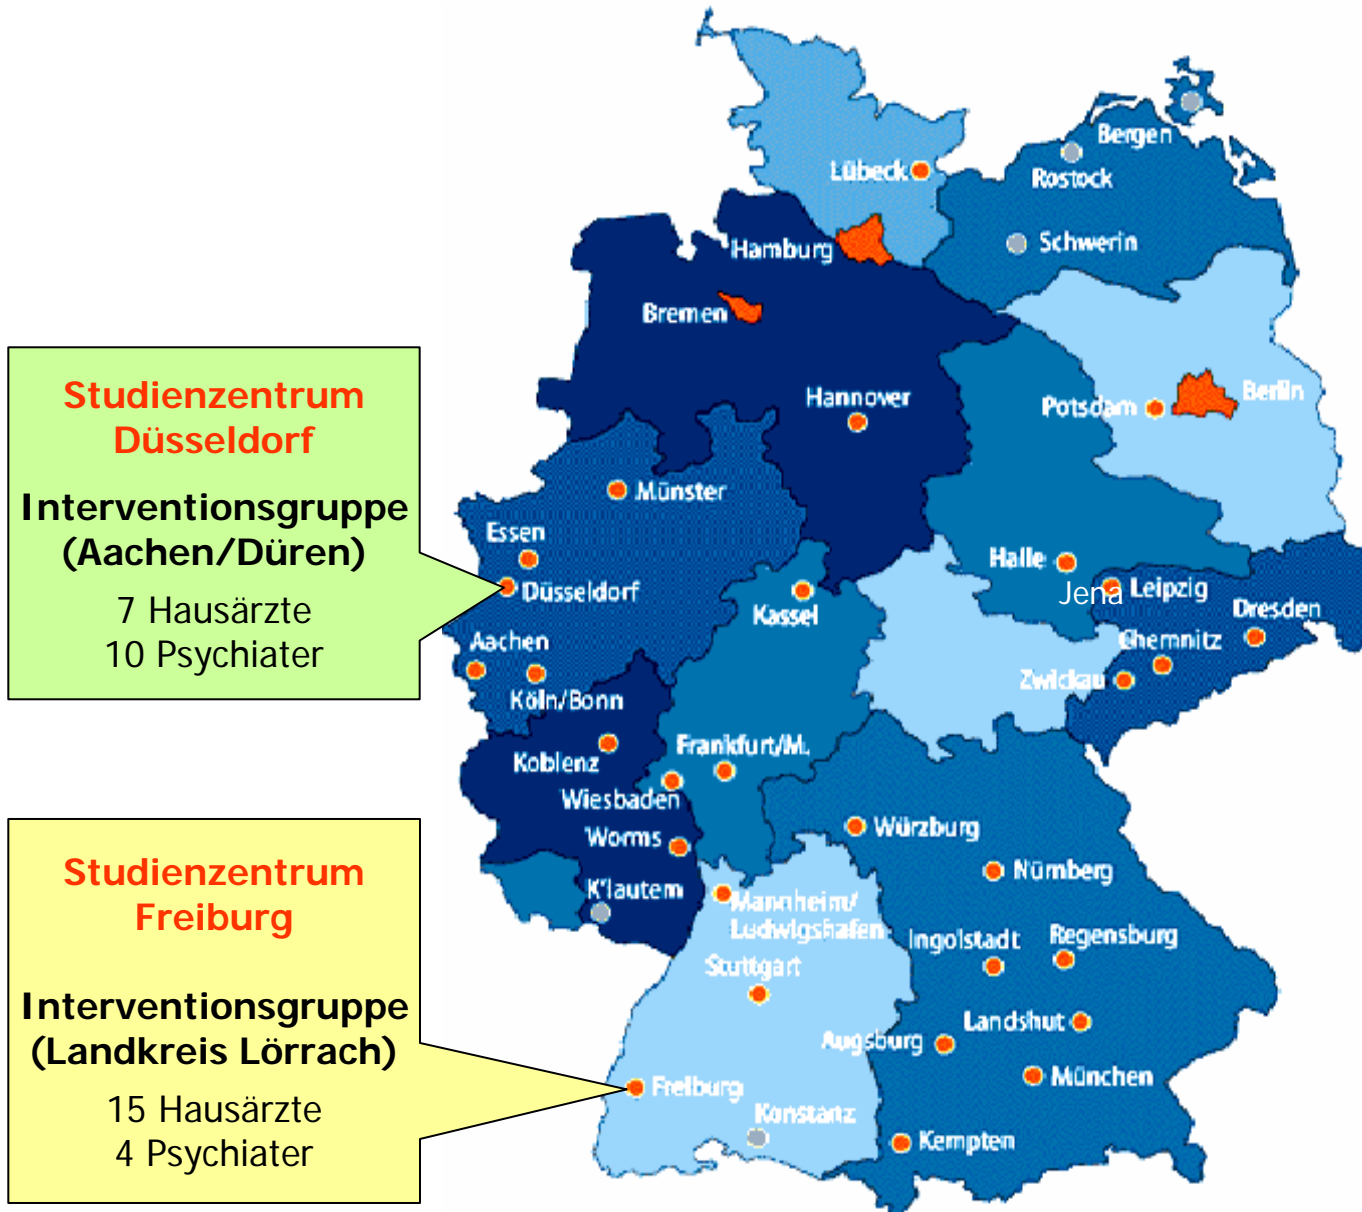 Studienzentrum
Düsseldorf
Interventionsgruppe
(Aachen/Düren)
7 Hausärzte
10 Psychiater
Studienzentrum
Freiburg
Interventionsgruppe
(Landkreis Lörrach)
15 Hausärzte
4 Psychiater
Bergen
Lübeck
Rostock
Schwerin
Hamburg
Bremen
Hannover
Potsdam
Berlin
Münster
Essen
Düsseldorf
Halle
Jena
Leipzig
Kassel
Dresden
Aachen
Chemnitz
Zwickau
Köln/Bonn
Koblenz
Frankfurt/M.
Wiesbaden
Worms
Würzburg
Nürnberg
K'lautern
Mannheim/
Ludwigshafen
Ingolstadt
Regensburg
Stuttgart
Landshut
Augsburg
München
Freiburg
Konstanz
Kempten